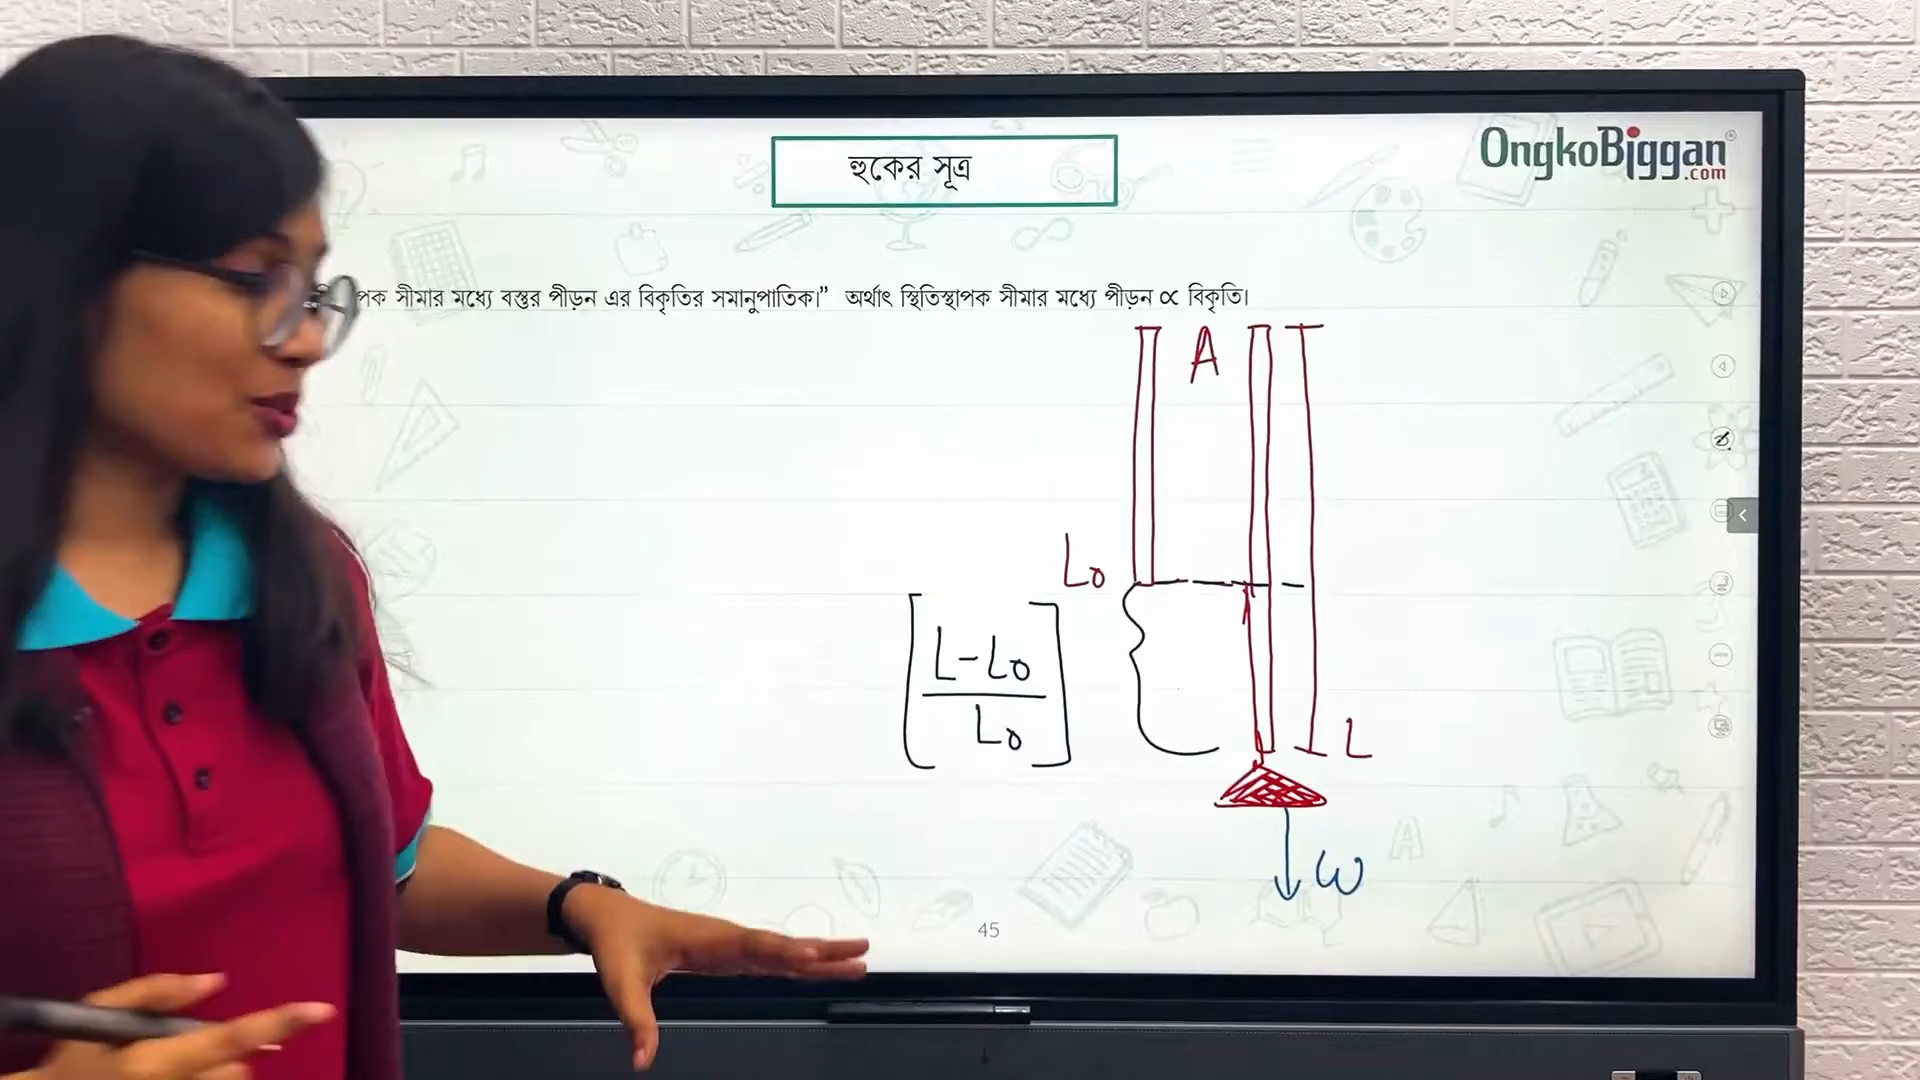 হুকের সূত্র
OngkoBiggan
.com
পক সীমার মধ্যে বস্তুর পীড়ন এর বিকৃতির সমানুপাতিক।” অর্থাৎ স্থিতিস্থাপক সীমার মধ্যে পীড়ন ∝ বিকৃতি।
A
L₀
L-L₀
L₀
L
W
45